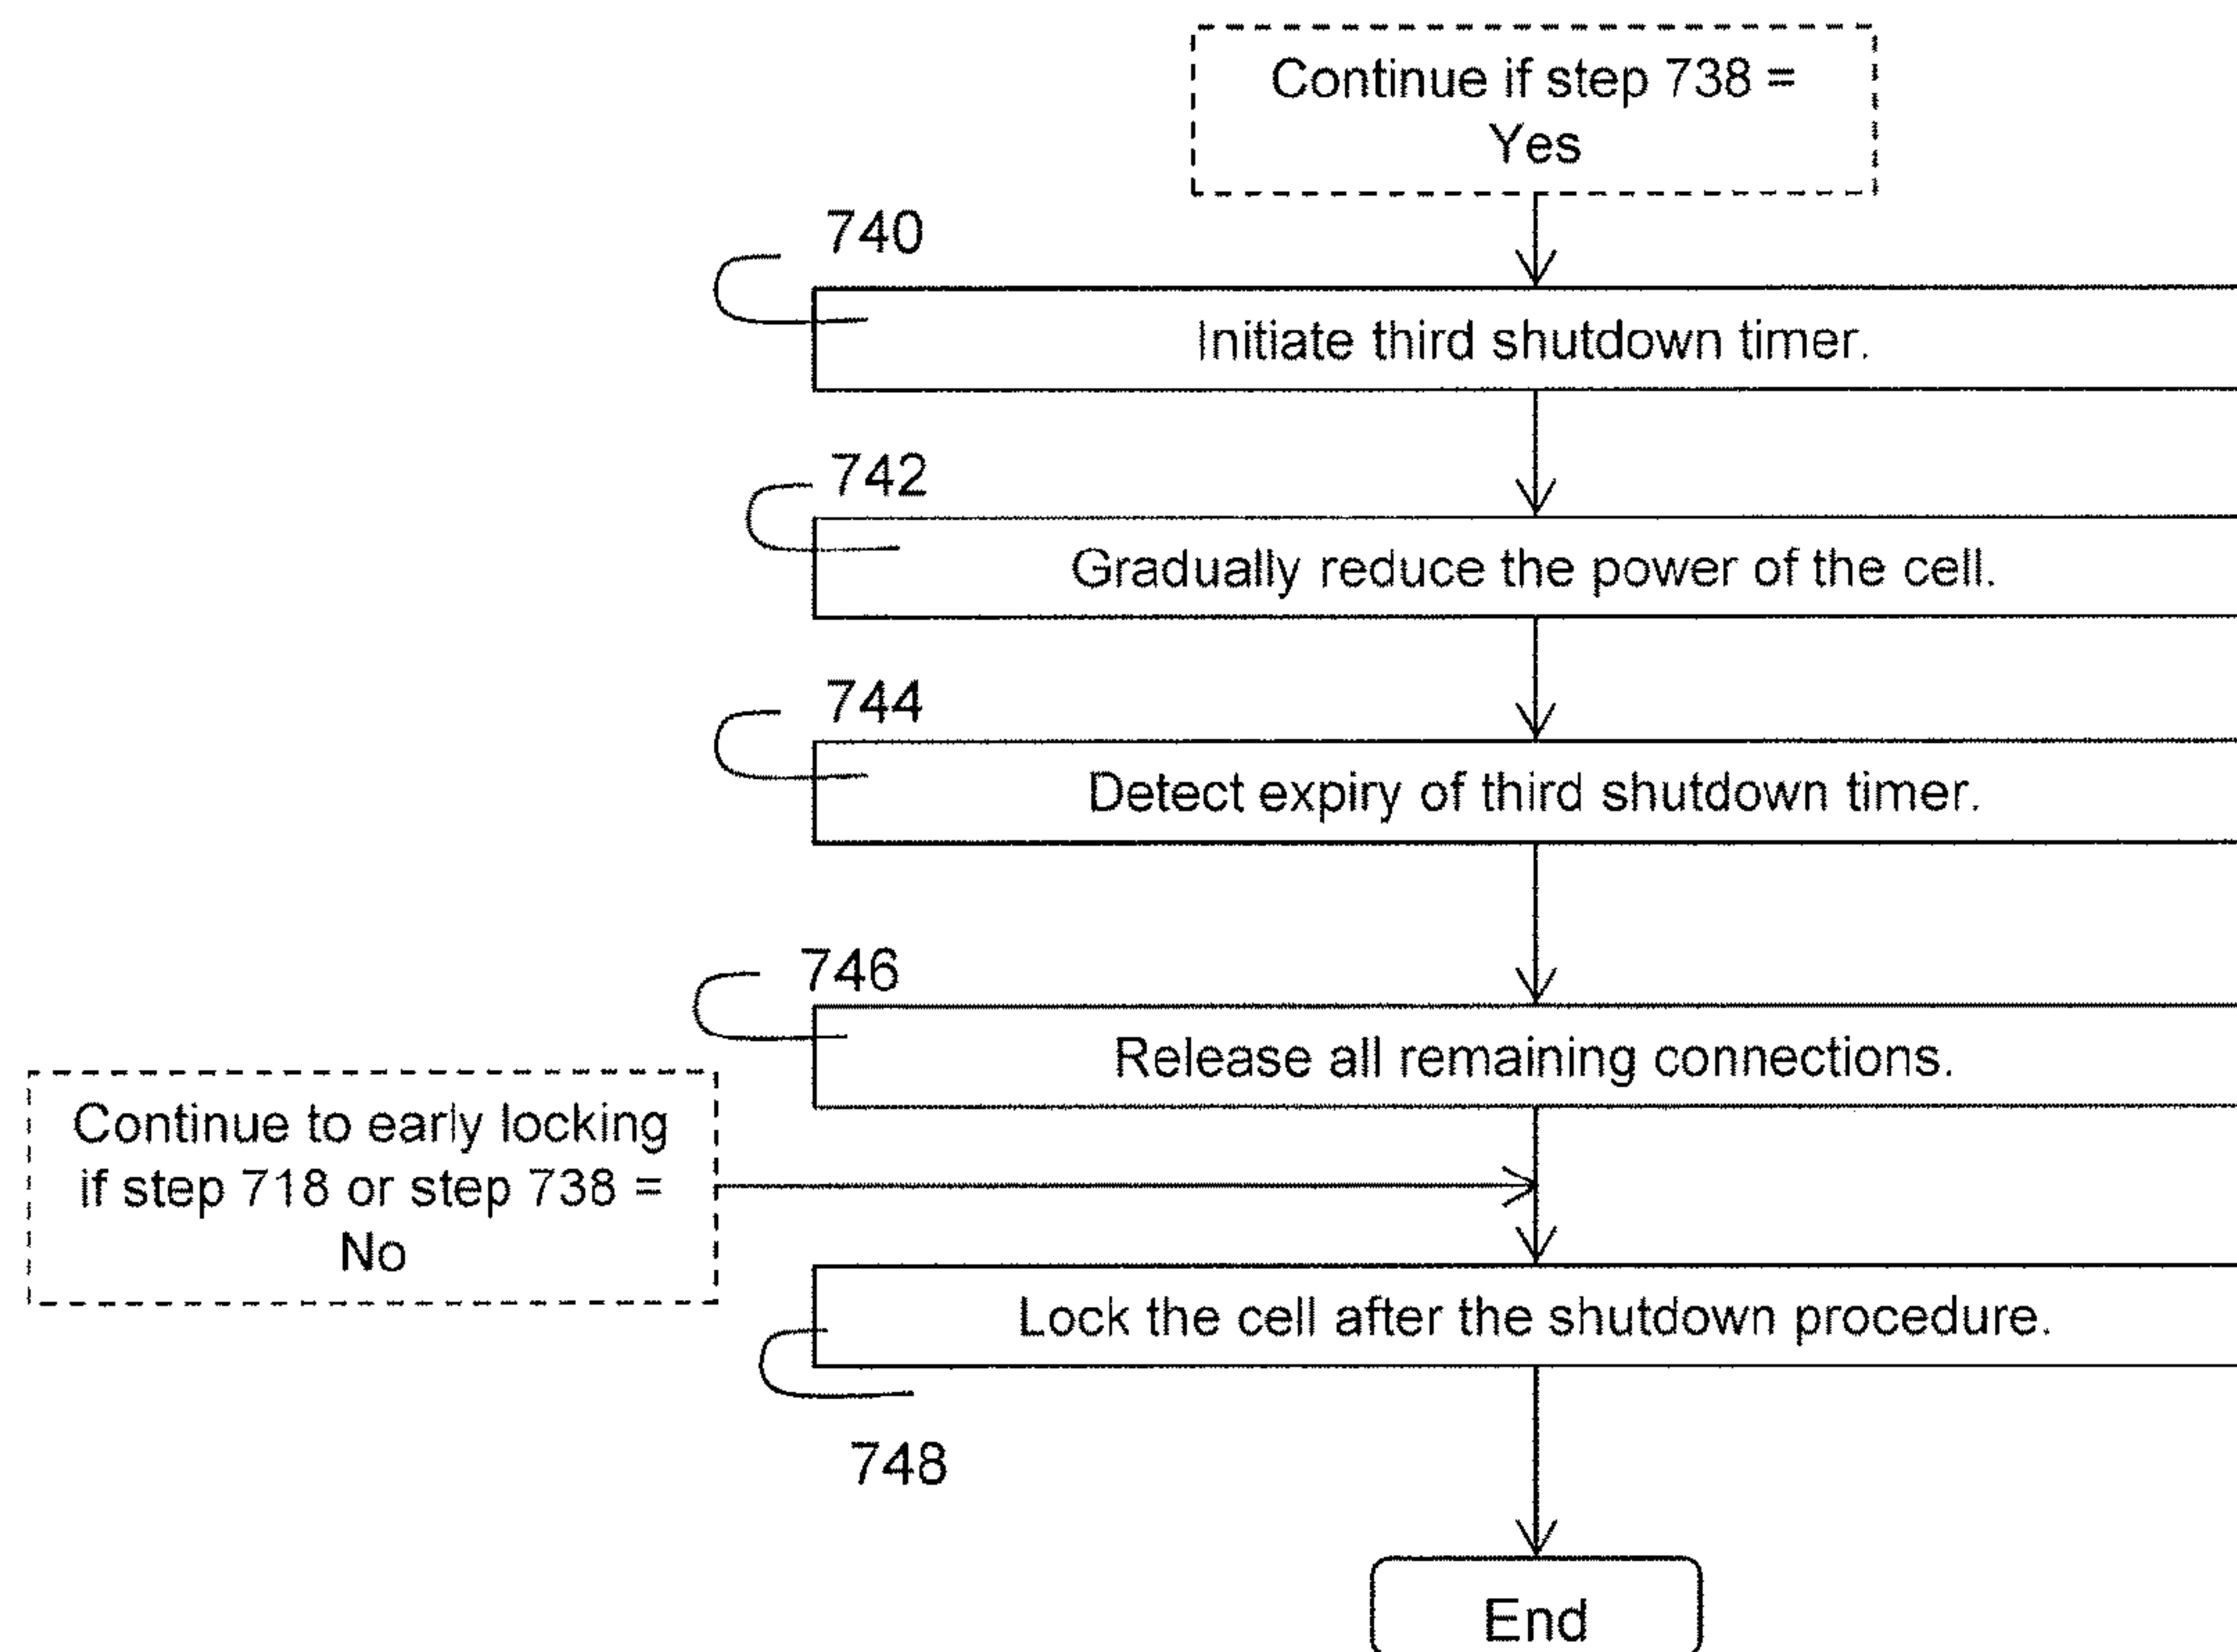 Continue if step 738 =
Yes
740
Initiate third shutdown timer.
742
Gradually reduce the power of the cell.
744
Detect expiry of third shutdown timer.
746
Release all remaining connections.
Continue to early locking
if step 718 or step 738 =
No
Lock the cell after the shutdown procedure.
748
End